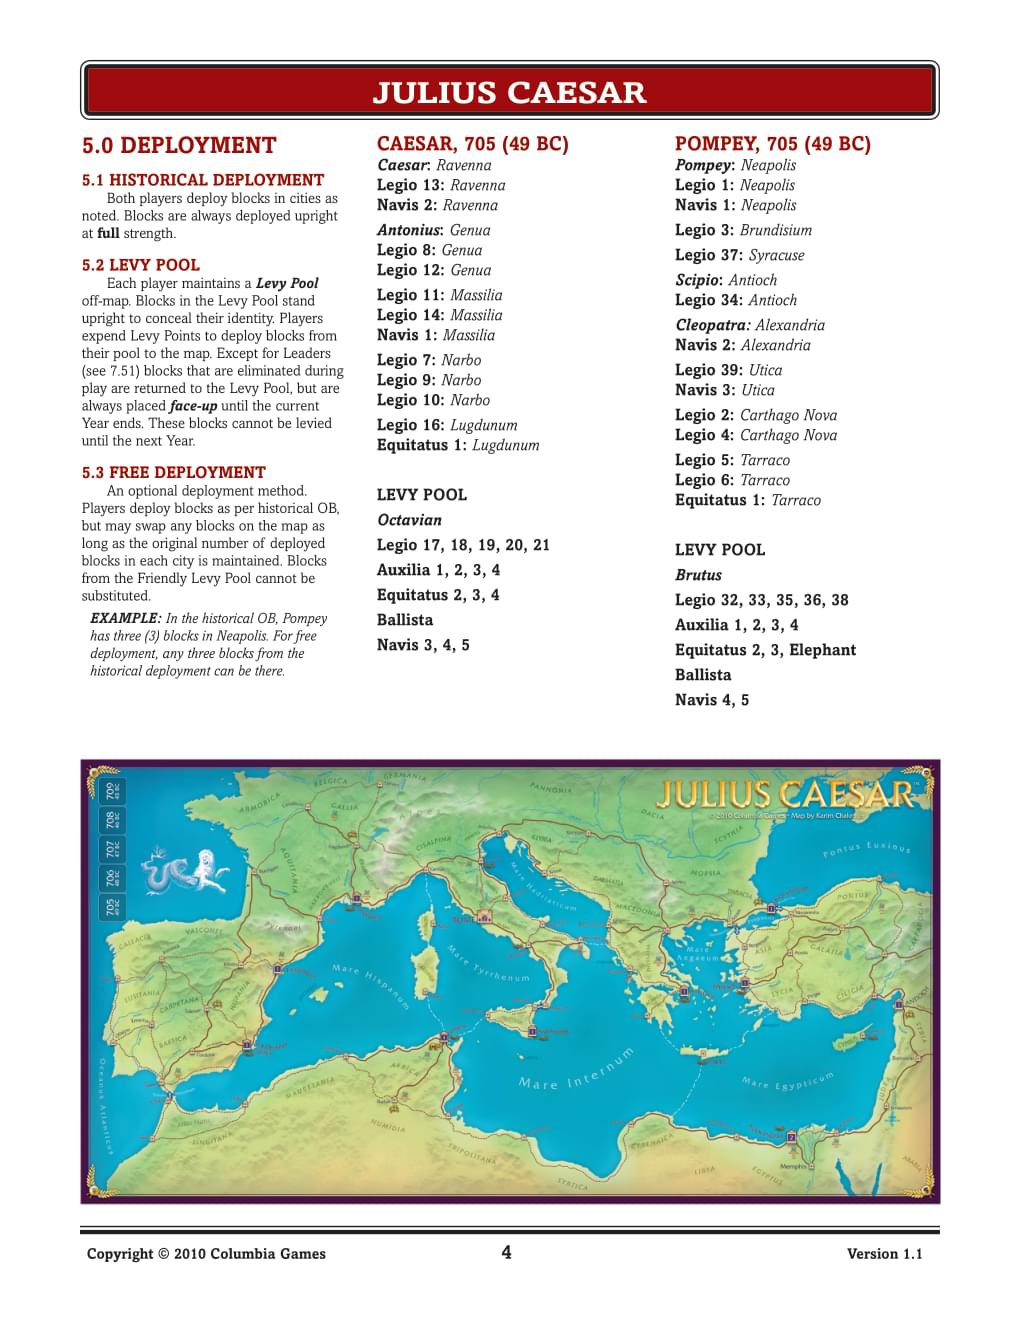 JULIUS CAESAR
5.0 DEPLOYMENT
5.1 HISTORICAL DEPLOYMENT
Both players deploy blocks in cities as
noted. Blocks are always deployed upright
at full strength.
5.2 LEVY POOL
Each player maintains a Levy Pool
off-map. Blocks in the Levy Pool stand
upright to conceal their identity. Players
expend Levy Points to deploy blocks from
their pool to the map. Except for Leaders
(see 7.51) blocks that are eliminated during
play are returned to the Levy Pool, but are
always placed face-up until the current
Year ends. These blocks cannot be levied
until the next Year.
5.3 FREE DEPLOYMENT
An optional deployment method.
Players deploy blocks as per historical OB,
but may swap any blocks on the map as
long as the original number of deployed
blocks in each city is maintained. Blocks
from the Friendly Levy Pool cannot be
substituted.
EXAMPLE: In the historical OB, Pompey
has three (3) blocks in Neapolis. For free
deployment, any three blocks from the
historical deployment can be there.
CAESAR, 705 (49 BC)
Caesar: Ravenna
Legio 13: Ravenna
Navis 2: Ravenna
Antonius: Genua
Legio 8: Genua
Legio 12: Genua
Legio 11: Massilia
Legio 14: Massilia
Navis 1: Massilia
Legio 7: Narbo
Legio 9: Narbo
Legio 10: Narbo
Legio 16: Lugdunum
Equitatus 1: Lugdunum
LEVY POOL
Octavian
Legio 17, 18, 19, 20, 21
Auxilia 1, 2, 3, 4
Equitatus 2, 3, 4
Ballista
Navis 3, 4, 5
POMPEY, 705 (49 BC)
Pompey: Neapolis
Legio 1: Neapolis
Navis 1: Neapolis
Legio 3: Brundisium
Legio 37: Syracuse
Scipio: Antioch
Legio 34: Antioch
Cleopatra: Alexandria
Navis 2: Alexandria
Legio 39: Utica
Navis 3: Utica
Legio 2: Carthago Nova
Legio 4: Carthago Nova
Legio 5: Tarraco
Legio 6: Tarraco
Equitatus 1: Tarraco
LEVY POOL
Brutus
Legio 32, 33, 35, 36, 38
Auxilia 1, 2, 3, 4
Equitatus 2, 3, Elephant
Ballista
Navis 4, 5
JULIUS CAESAR
© 2010 Columbia Games - Map by Karim Chakroun
709
708
707
706
705
BELGICA
GERMANIA
PANNONIA
ARMORICA
GALLIA
DACIA
SCYTHIA
CISALPINA
ILLYRIA
AQUITANIA
MOESIA
Pontus Euxinus
PONTUS
Mare Hadriaticum
MACEDONIA
CALLAECIA
VASCONES
Mare Hispanum
Mare Tyrrhenum
Mare Aegaeum
ASIA
GALATIA
LYCIA
CILICIA
LUSITANIA
CARPETANA
HISPANIA
BAETICA
Oceanus Atlanticus
MAURETANIA
AFRICA
NUMIDIA
TINGITANA
TRIPOLITANA
SYRTICA
CYRENAICA
LIBYA
EGYPTUS
Memphis
ARABIA
SYRIA
Mare Internum
Mare Egypticum
Copyright © 2010 Columbia Games
4
Version 1.1